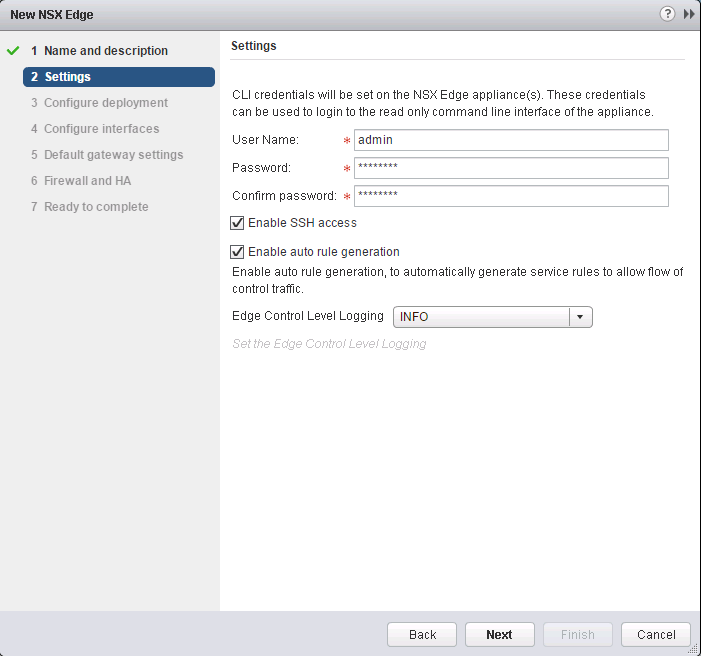 New NSX Edge
?
1 Name and description
2 Settings
3 Configure deployment
4 Configure interfaces
5 Default gateway settings
6 Firewall and HA
7 Ready to complete
Settings
CLI credentials will be set on the NSX Edge appliance(s). These credentials
can be used to login to the read only command line interface of the appliance.
User Name: * admin
Password: * ********
Confirm password: * ********
Enable SSH access
Enable auto rule generation
Enable auto rule generation, to automatically generate service rules to allow flow of
control traffic.
Edge Control Level Logging INFO
Set the Edge Control Level Logging
Back Next Finish Cancel